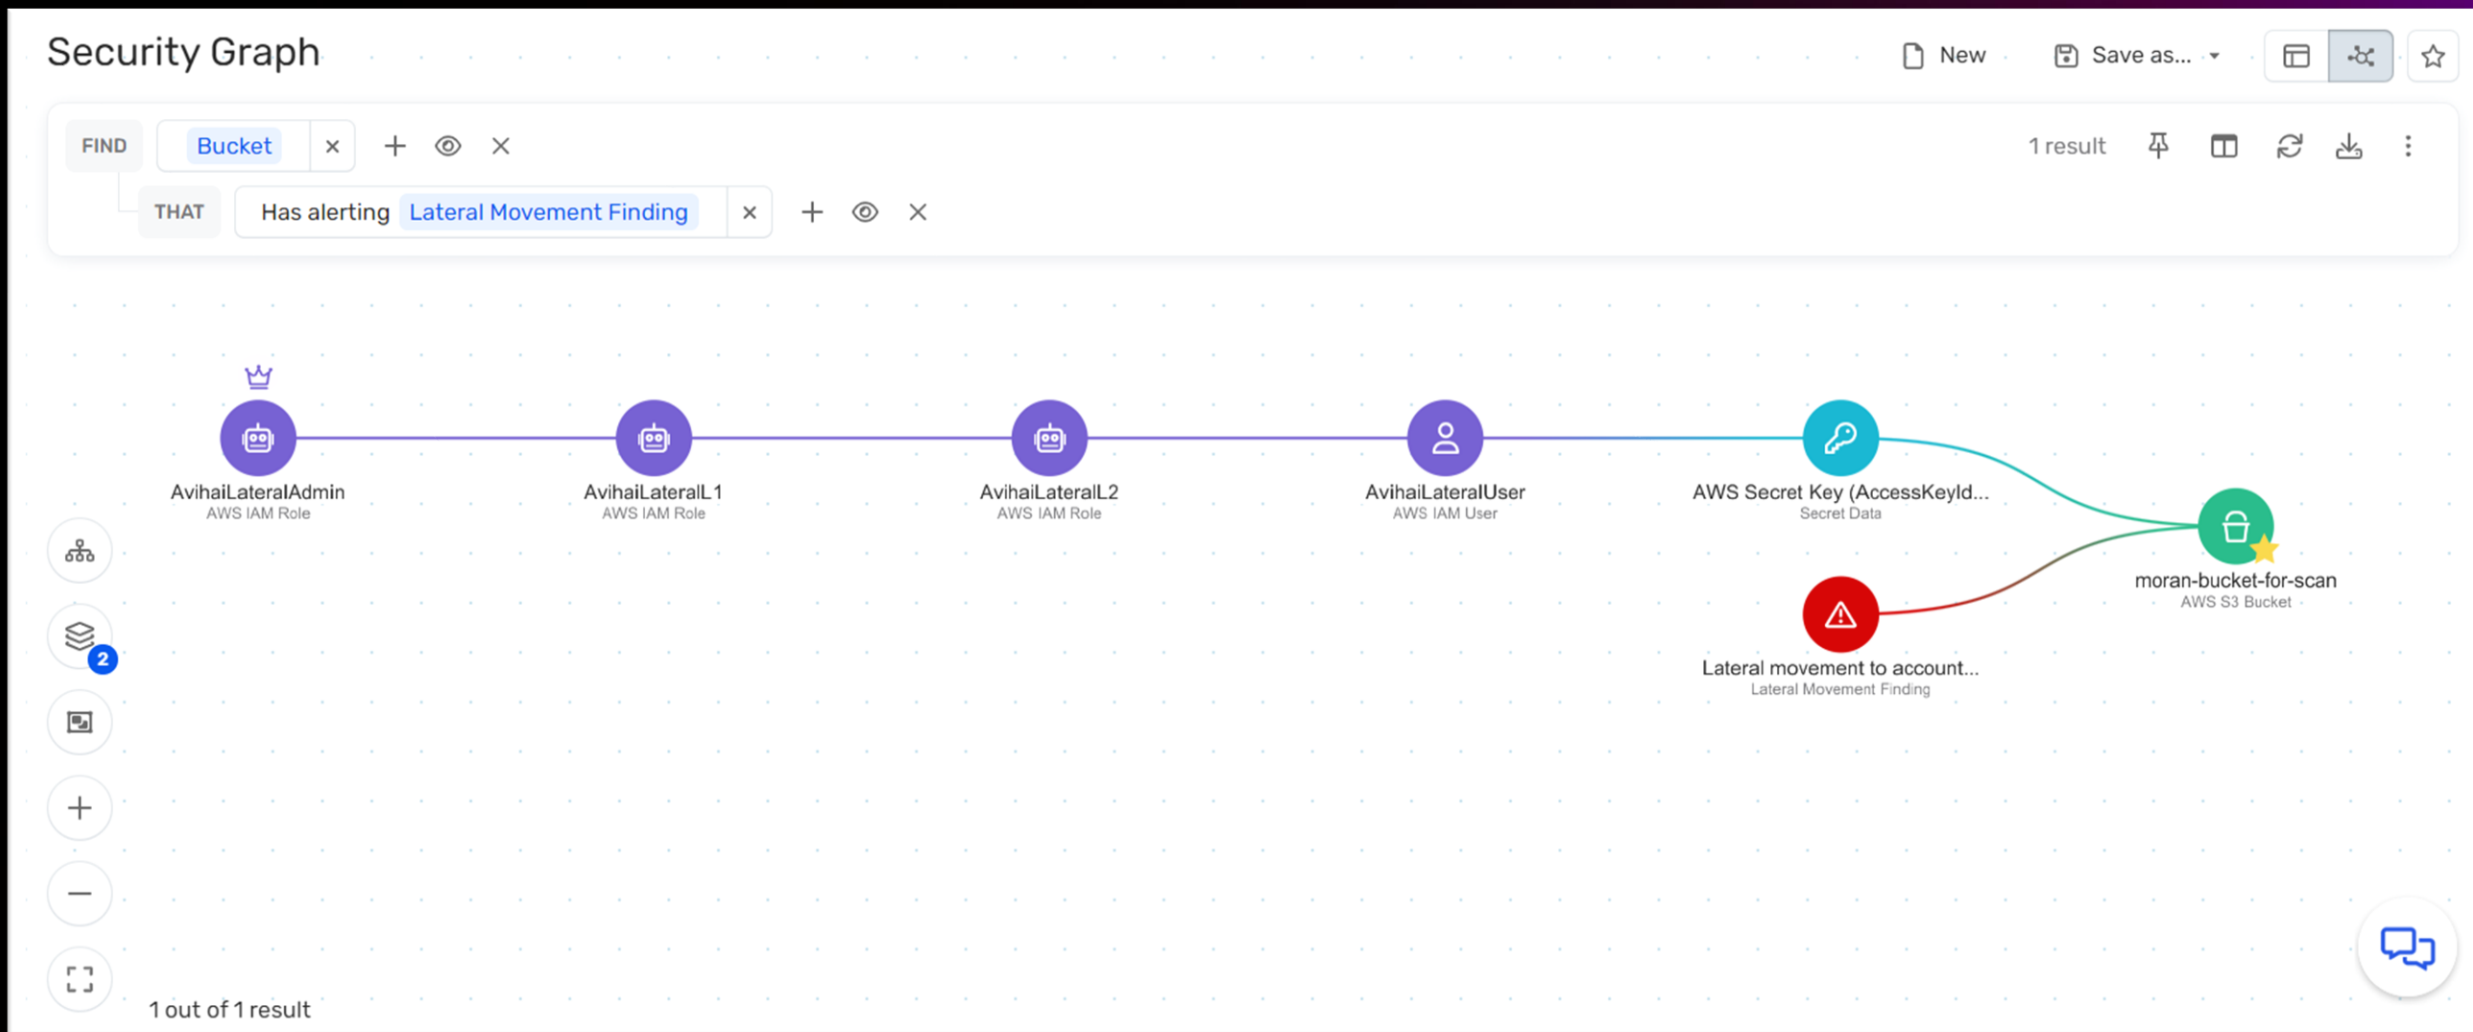 Security Graph
New
Save as...
FIND
Bucket
1 result
THAT
Has alerting Lateral Movement Finding
AvihaiLateralAdmin
AWS IAM Role
AvihaiLateralL1
AWS IAM Role
AvihaiLateralL2
AWS IAM Role
AvihaiLateralUser
AWS IAM User
AWS Secret Key (AccessKeyId...
Secret Data
moran-bucket-for-scan
AWS S3 Bucket
Lateral movement to account...
Lateral Movement Finding
2
1 out of 1 result